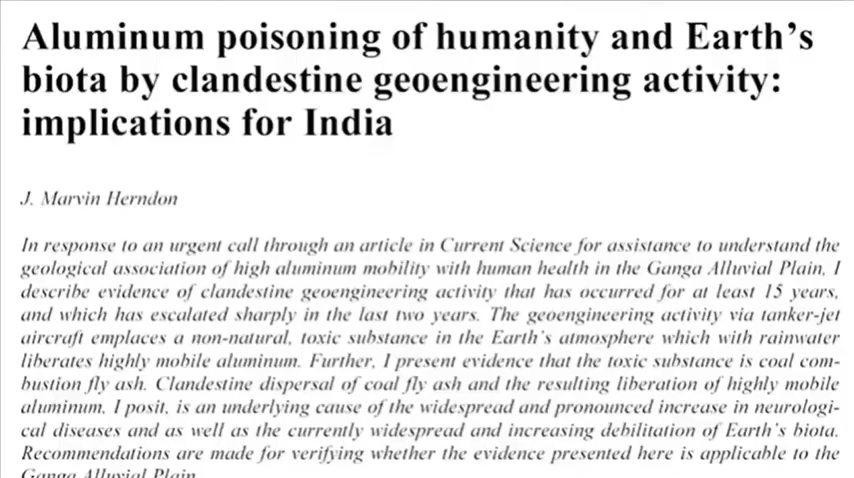 Aluminum poisoning of humanity and Earth's
biota by clandestine geoengineering activity:
implications for India
J. Marvin Herndon
In response to an urgent call through an article in Current Science for assistance to understand the
geological association of high aluminum mobility with human health in the Ganga Alluvial Plain, I
describe evidence of clandestine geoengineering activity that has occurred for at least 15 years,
and which has escalated sharply in the last two years. The geoengineering activity via tanker-jet
aircraft emplaces a non-natural, toxic substance in the Earth's atmosphere which with rainwater
liberates highly mobile aluminum. Further, I present evidence that the toxic substance is coal com-
bustion fly ash. Clandestine dispersal of coal fly ash and the resulting liberation of highly mobile
aluminum, I posit, is an underlying cause of the widespread and pronounced increase in neurologi-
cal diseases and as well as the currently widespread and increasing debilitation of Earth's biota.
Recommendations are made for verifying whether the evidence presented here is applicable to the
Ganga Alluvial Plain.